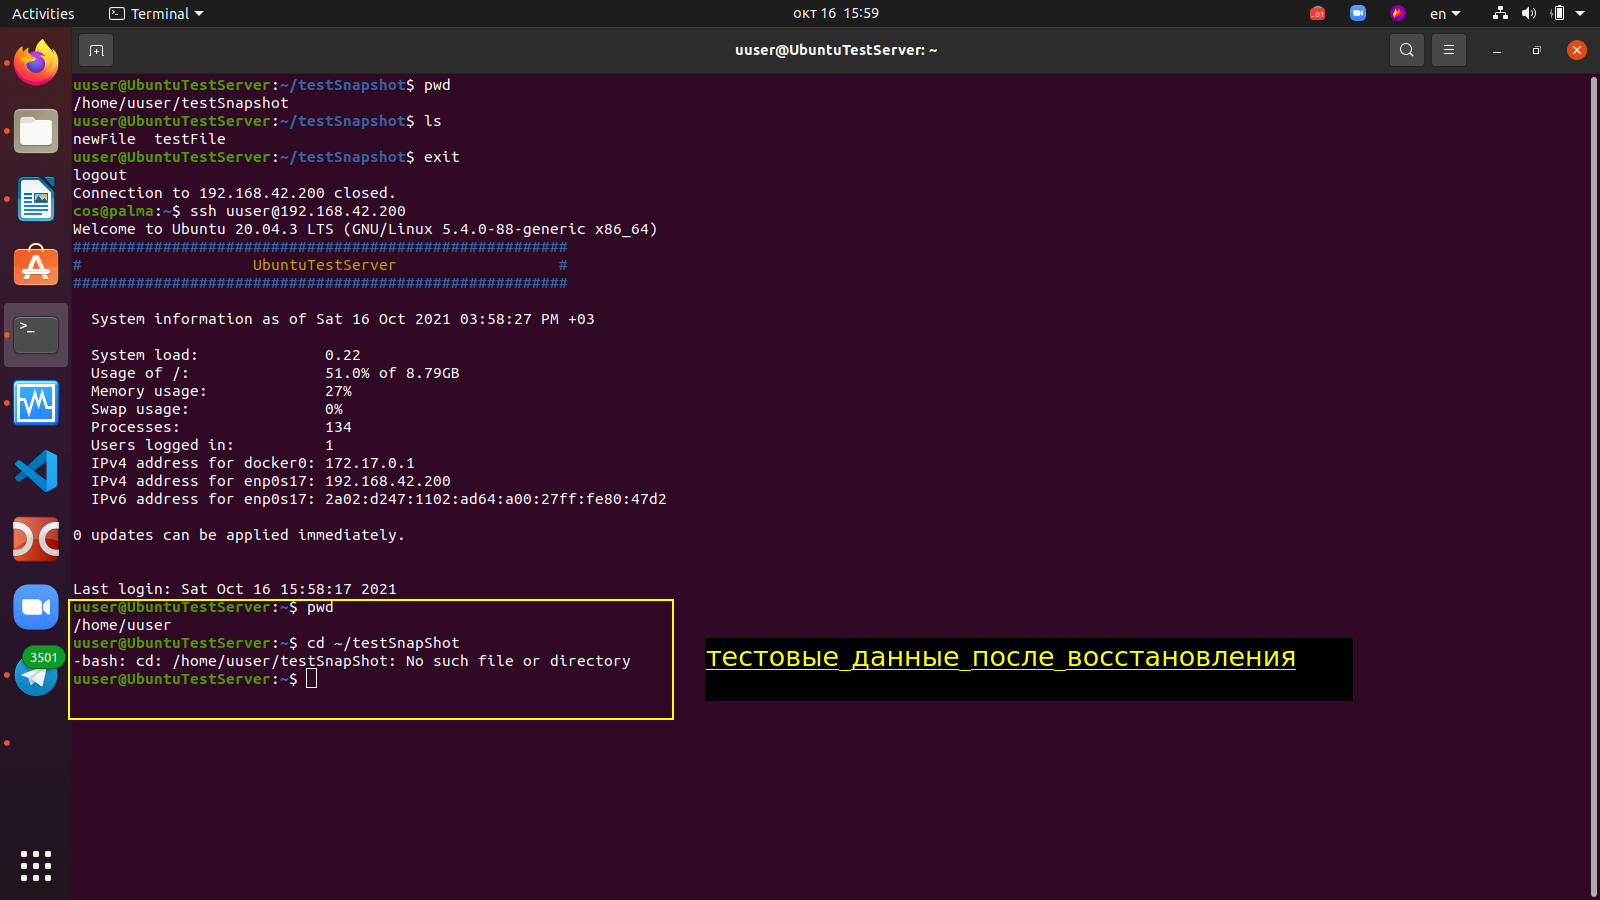 Activities
Terminal
окт 16 15:59
en
uuser@UbuntuTestServer: ~
uuser@UbuntuTestServer:~/testSnapshot$ pwd
/home/uuser/testSnapshot
uuser@UbuntuTestServer:~/testSnapshot$ ls
newFile  testFile
uuser@UbuntuTestServer:~/testSnapshot$ exit
logout
Connection to 192.168.42.200 closed.
cos@palma:~$ ssh uuser@192.168.42.200
Welcome to Ubuntu 20.04.3 LTS (GNU/Linux 5.4.0-88-generic x86_64)
#######################################################
#                   UbuntuTestServer                  #
#######################################################
System information as of Sat 16 Oct 2021 03:58:27 PM +03
System load:              0.22
Usage of /:               51.0% of 8.79GB
Memory usage:             27%
Swap usage:               0%
Processes:                134
Users logged in:          1
IPv4 address for docker0: 172.17.0.1
IPv4 address for enp0s17: 192.168.42.200
IPv6 address for enp0s17: 2a02:d247:1102:ad64:a00:27ff:fe80:47d2
0 updates can be applied immediately.
Last login: Sat Oct 16 15:58:17 2021
uuser@UbuntuTestServer:~$ pwd
/home/uuser
uuser@UbuntuTestServer:~$ cd ~/testSnapShot
-bash: cd: /home/uuser/testSnapShot: No such file or directory
uuser@UbuntuTestServer:~$
тестовые_данные_после_восстановления
3501